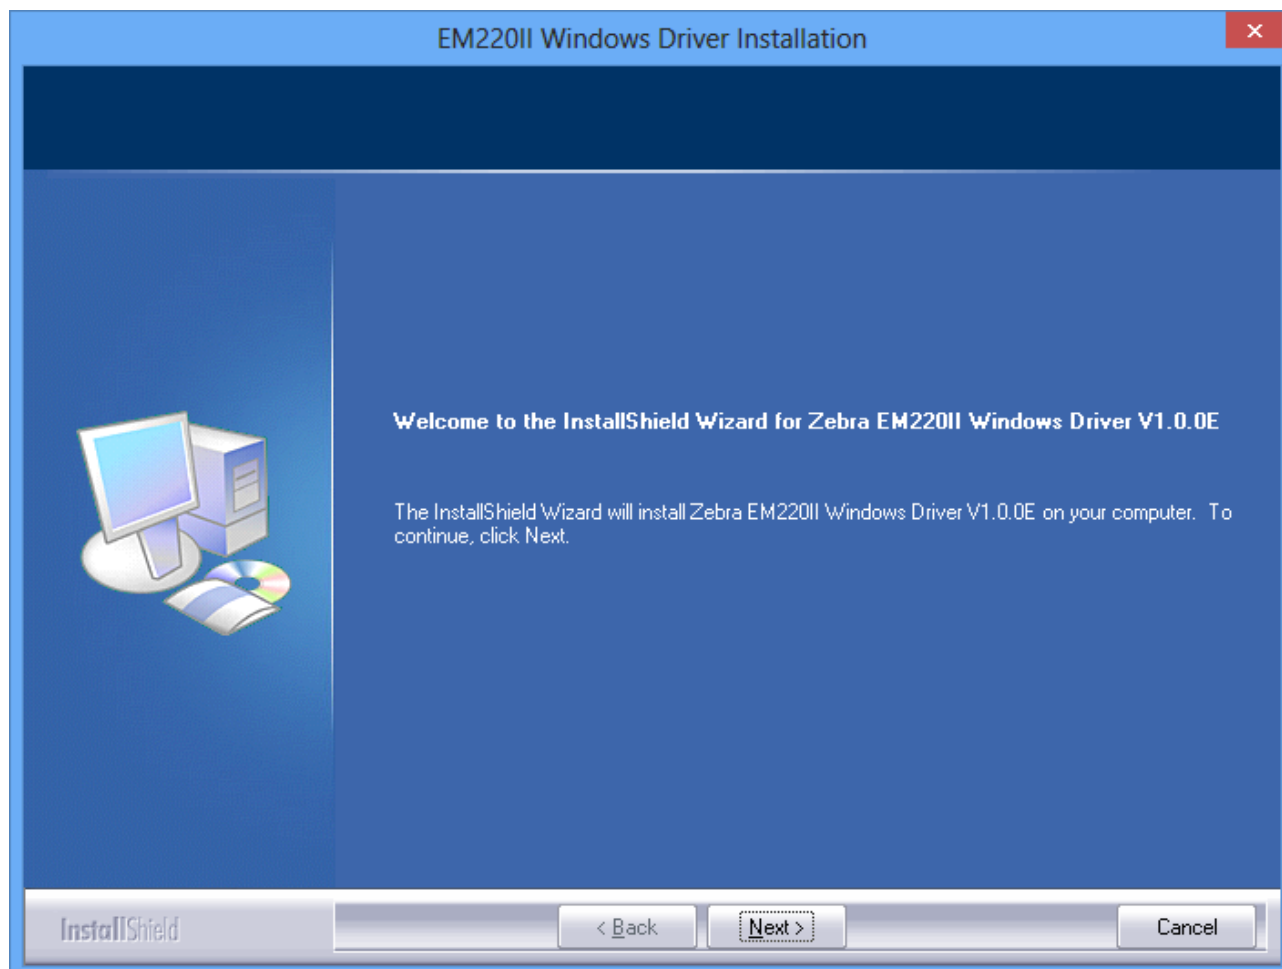 EM220II Windows Driver Installation
Welcome to the InstallShield Wizard for Zebra EM220II Windows Driver V1.0.0E
The InstallShield Wizard will install Zebra EM220II Windows Driver V1.0.0E on your computer.  To
continue, click Next.
InstallShield
< Back
Next >
Cancel